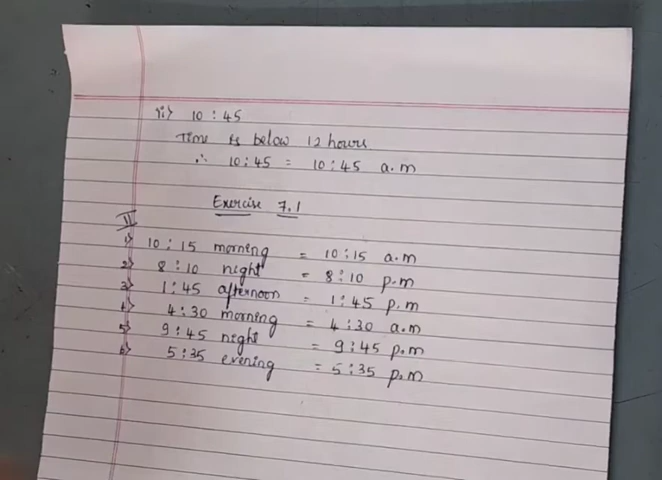 ii) 10 : 45
Time is below 12 hours
∴ 10:45 = 10:45 a.m
Exercise 7.1
II
1) 10 : 15 morning = 10:15 a.m
2) 8:10 night = 8:10 p.m
3) 1:45 afternoon = 1:45 p.m
4) 4:30 morning = 4:30 a.m
5) 9:45 night = 9:45 p.m
6) 5:35 evening = 5:35 p.m